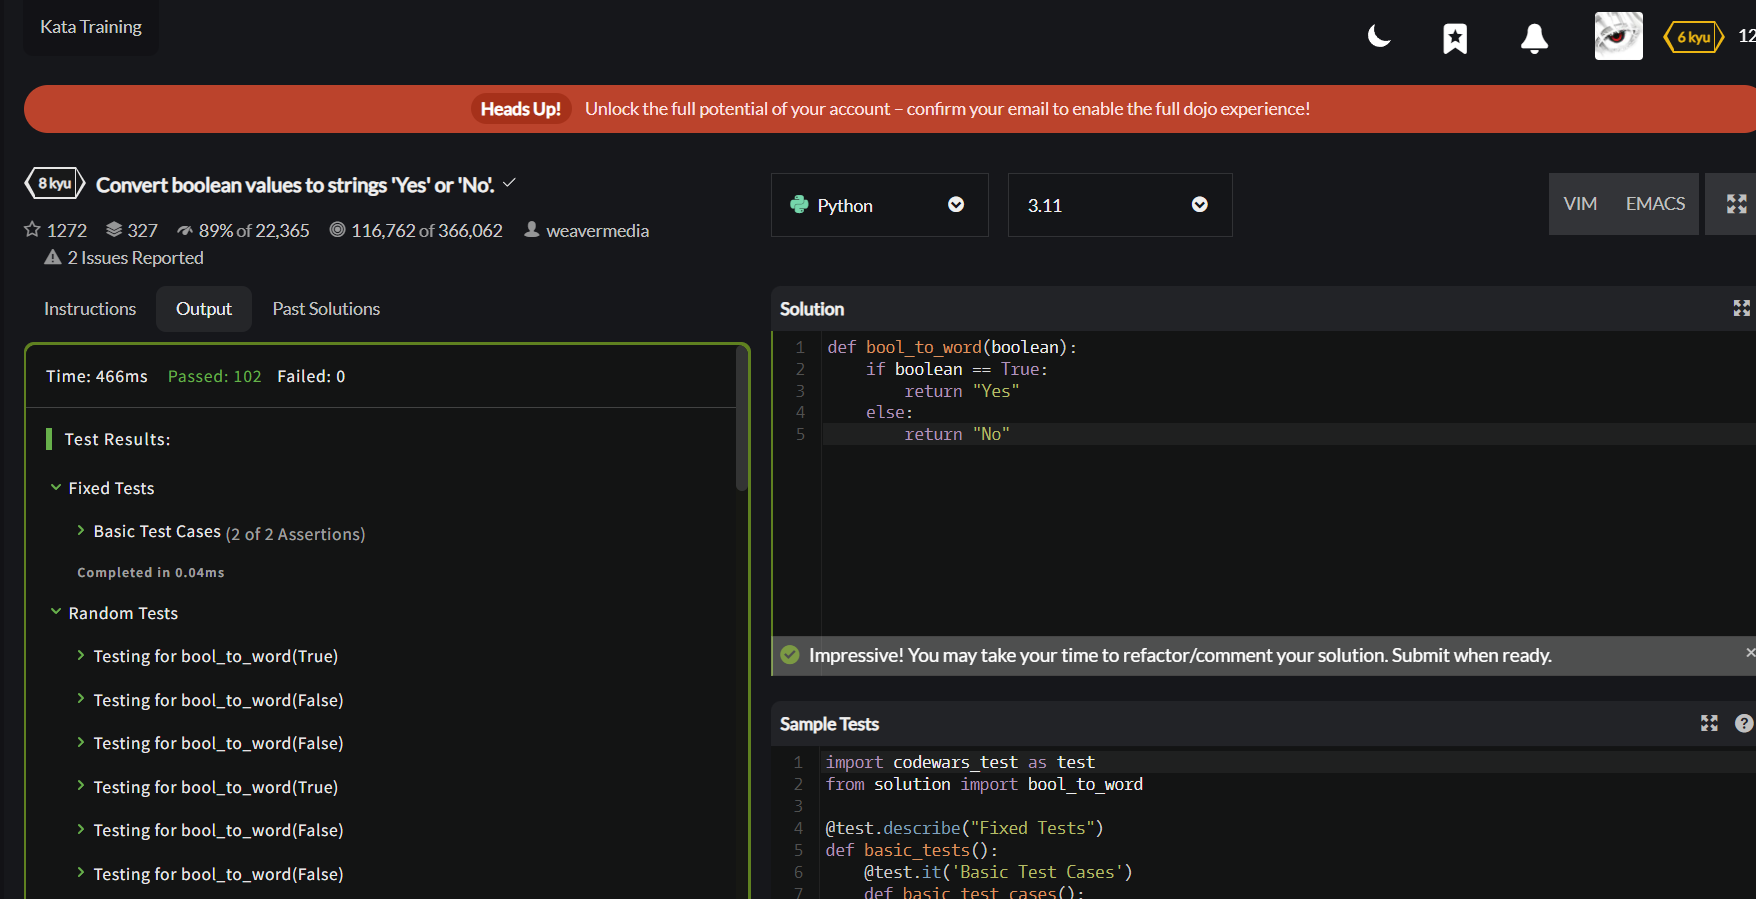 Kata Training
6 kyu
12
Heads Up! Unlock the full potential of your account – confirm your email to enable the full dojo experience!
8 kyu Convert boolean values to strings 'Yes' or 'No'.
1272 327 89% of 22,365 116,762 of 366,062 weavermedia
2 Issues Reported
Python
3.11
VIM EMACS
Instructions Output Past Solutions
Time: 466ms Passed: 102 Failed: 0
Test Results:
Fixed Tests
Basic Test Cases (2 of 2 Assertions)
Completed in 0.04ms
Random Tests
Testing for bool_to_word(True)
Testing for bool_to_word(False)
Testing for bool_to_word(False)
Testing for bool_to_word(True)
Testing for bool_to_word(False)
Testing for bool_to_word(False)
Solution
1 def bool_to_word(boolean):
2 if boolean == True:
3 return "Yes"
4 else:
5 return "No"
Impressive! You may take your time to refactor/comment your solution. Submit when ready.
Sample Tests
1 import codewars_test as test
2 from solution import bool_to_word
3
4 @test.describe("Fixed Tests")
5 def basic_tests():
6 @test.it('Basic Test Cases')
7 def basic_test_cases():